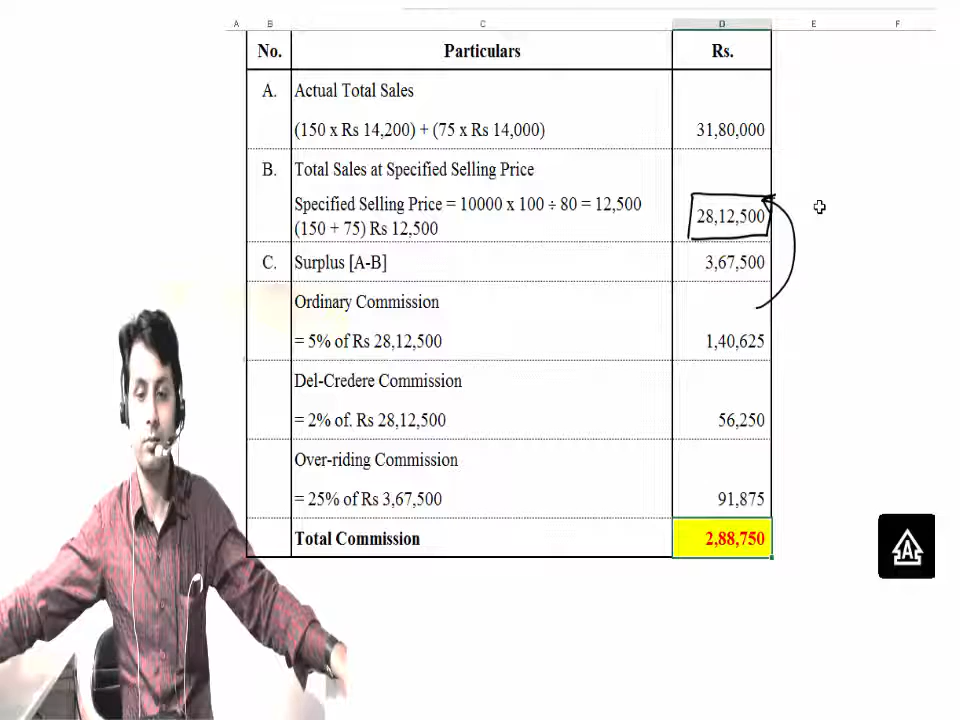 A B C D E F
No. Particulars Rs.
A. Actual Total Sales
(150 x Rs 14,200) + (75 x Rs 14,000) 31,80,000
B. Total Sales at Specified Selling Price
Specified Selling Price = 10000 x 100 ÷ 80 = 12,500
28,12,500
(150 + 75) Rs 12,500
C. Surplus [A-B] 3,67,500
Ordinary Commission
= 5% of Rs 28,12,500 1,40,625
Del-Credere Commission
= 2% of. Rs 28,12,500 56,250
Over-riding Commission
= 25% of Rs 3,67,500 91,875
Total Commission 2,88,750
A